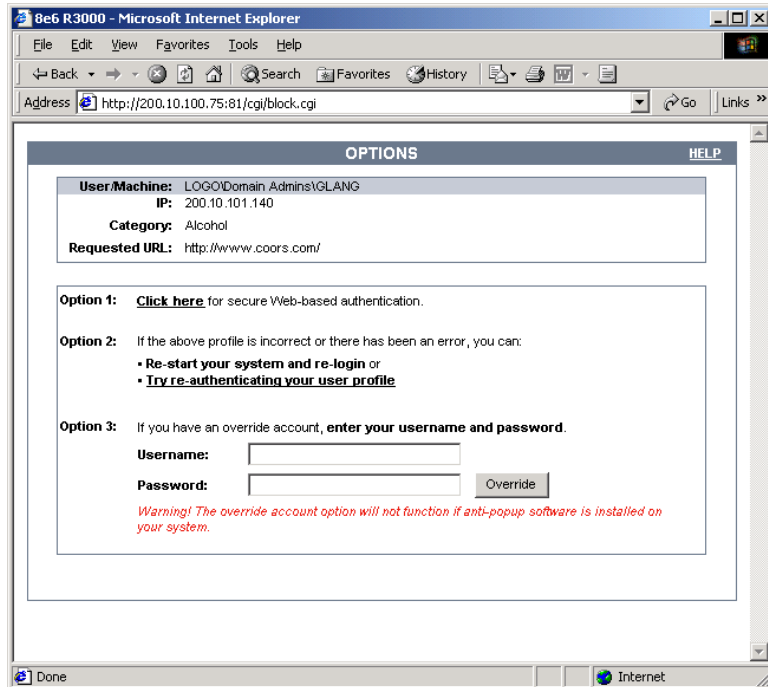 8e6 R3000 - Microsoft Internet Explorer
File Edit View Favorites Tools Help
Back Search Favorites History
Address http://200.10.100.75:81/cgi/block.cgi Go Links »
OPTIONS HELP
User/Machine: LOGO\Domain Admins\GLANG
IP: 200.10.101.140
Category: Alcohol
Requested URL: http://www.coors.com/
Option 1: Click here for secure Web-based authentication.
Option 2: If the above profile is incorrect or there has been an error, you can:
▪ Re-start your system and re-login or
▪ Try re-authenticating your user profile
Option 3: If you have an override account, enter your username and password.
Username:
Password: Override
Warning! The override account option will not function if anti-popup software is installed on
your system.
Done Internet